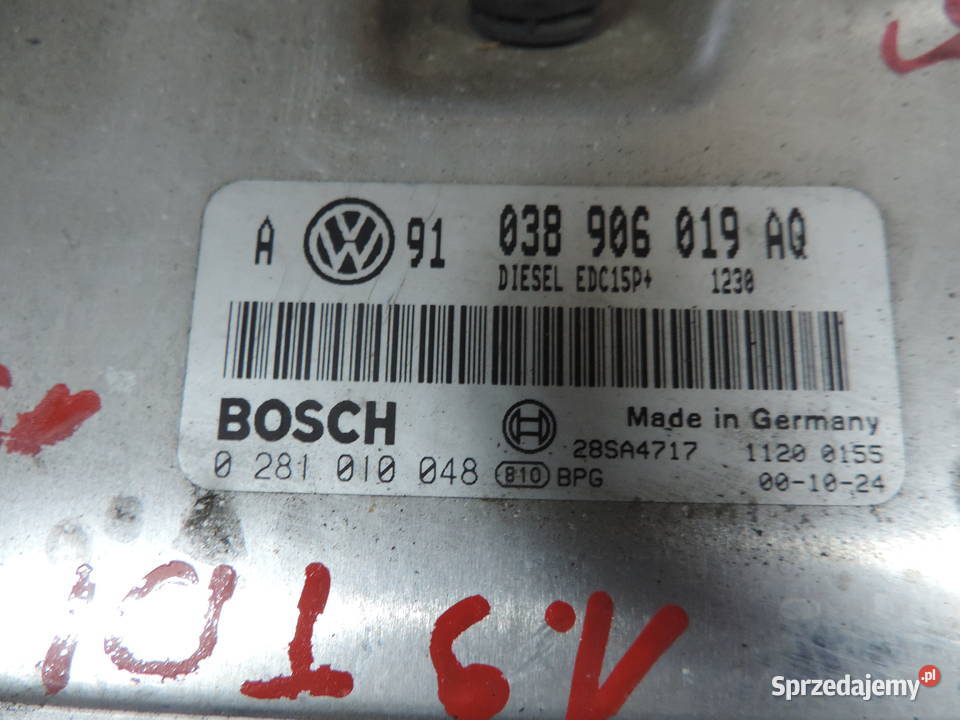 A 91 038 906 019 AQ
DIESEL EDC15P+ 1230
BOSCH
Made in Germany
28SA4717 1120 0155
0 281 010 048 810 BPG 00-10-24
1.9 TDi
Sprzedajemy.pl